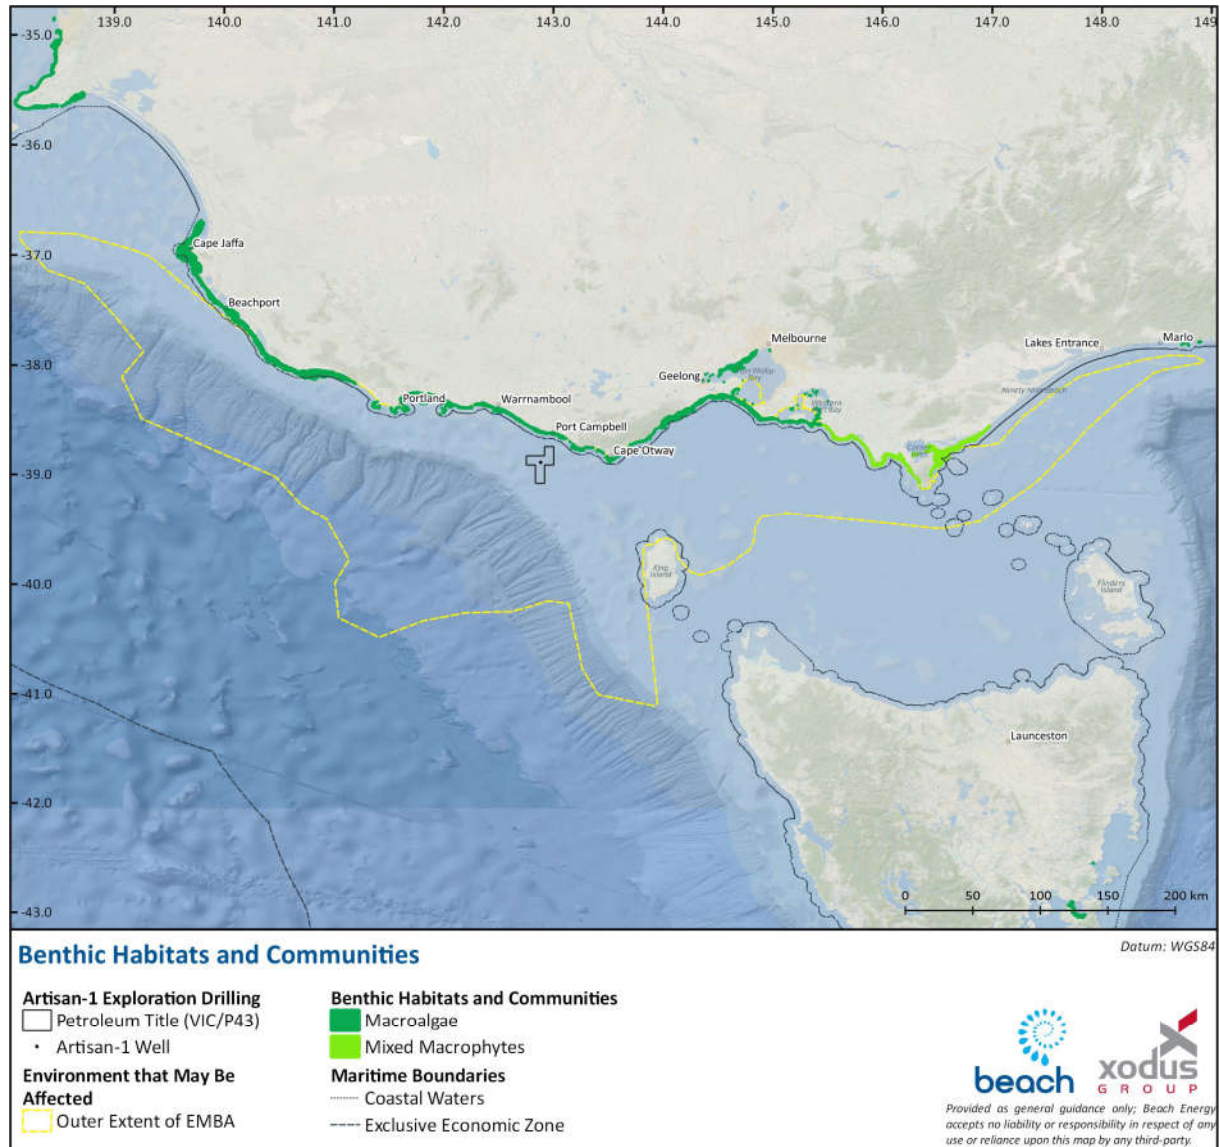 139.0 140.0 141.0 142.0 143.0 144.0 145.0 146.0 147.0 148.0 149
-35.0
-36.0
-37.0
-38.0
-39.0
-40.0
-41.0
-42.0
-43.0
Cape Jaffa
Beachport
Portland
Warrnambool
Port Campbell
Cape Otway
Geelong
Melbourne
Bay
Lakes Entrance
Marlo
King
Island
Flinders
Island
Launceston
0 50 100 150 200 km
Benthic Habitats and Communities
Datum: WGS84
Artisan-1 Exploration Drilling
Petroleum Title (VIC/P43)
Artisan-1 Well
Environment that May Be
Affected
Outer Extent of EMBA
Benthic Habitats and Communities
Macroalgae
Mixed Macrophytes
Maritime Boundaries
Coastal Waters
Exclusive Economic Zone
beach
xodus
GROUP
Provided as general guidance only; Beach Energy
accepts no liability or responsibility in respect of any
use or reliance upon this map by any third-party.